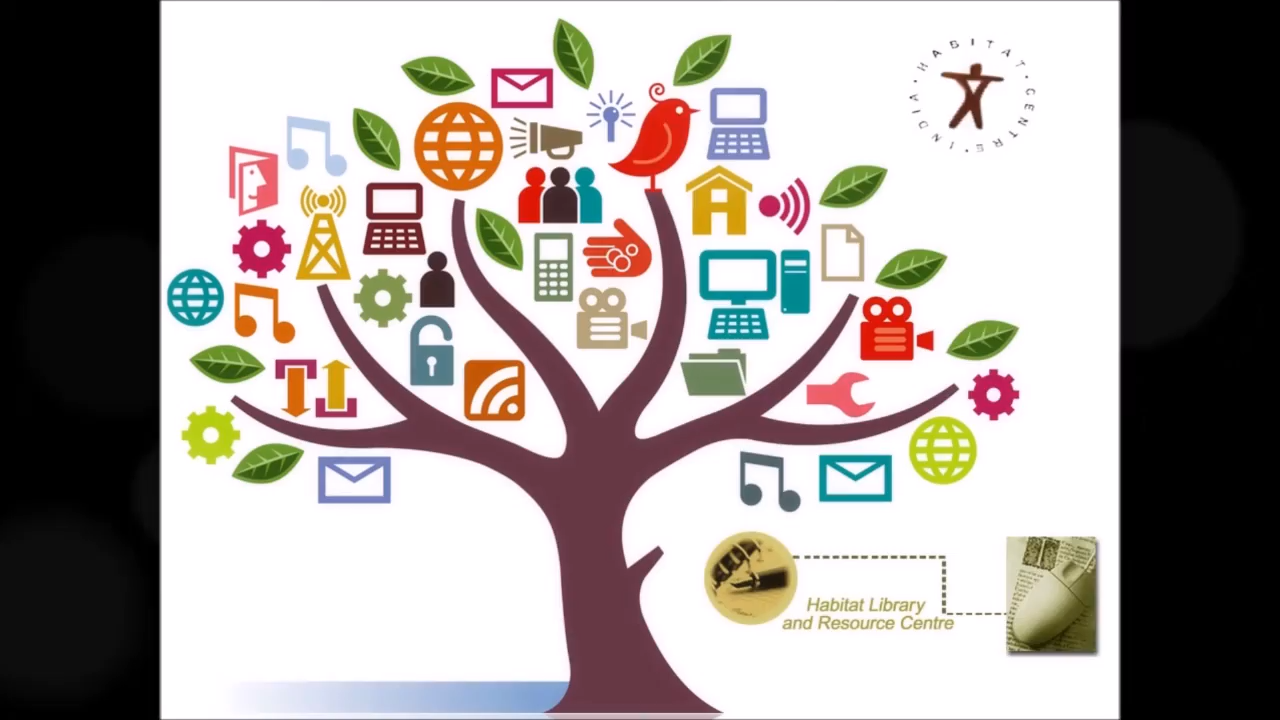 INDIA • HABITAT • CENTRE •
Habitat Library
and Resource Centre